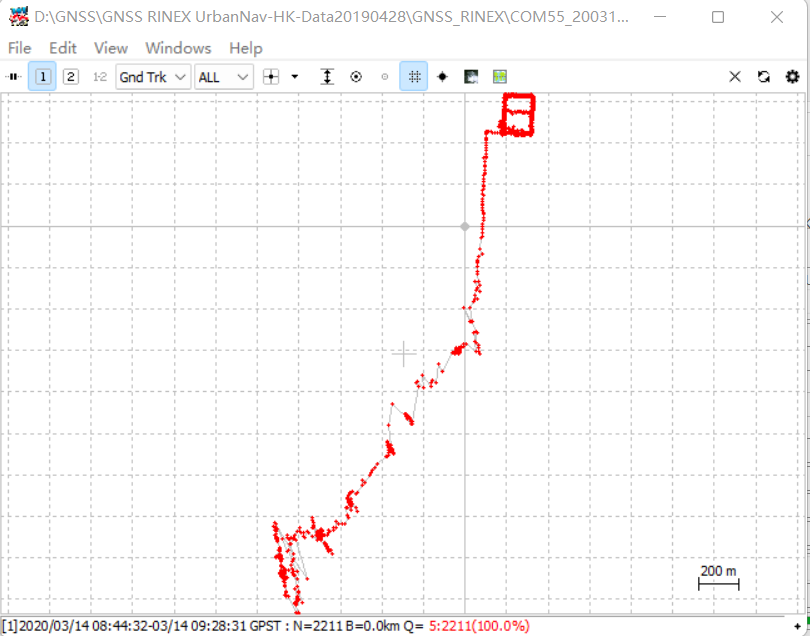 D:\GNSS\GNSS RINEX UrbanNav-HK-Data20190428\GNSS_RINEX\COM55_20031...
File Edit View Windows Help
1 2 1-2 Gnd Trk ALL
200 m
[1]2020/03/14 08:44:32-03/14 09:28:31 GPST : N=2211 B=0.0km Q= 5:2211(100.0%)